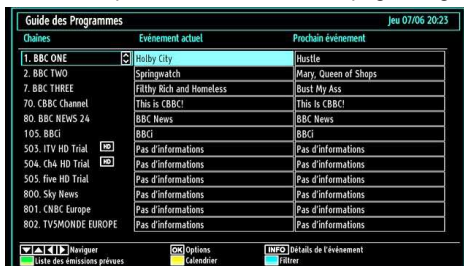 Guide des Programmes Jeu 07/06 20:23
Chaînes Evénement actuel Prochain événement
1. BBC ONE Holby City Hustle
2. BBC TWO Springwatch Mary, Queen of Shops
7. BBC THREE Filthy Rich and Homeless Bust My Ass
70. CBBC Channel This is CBBC! This Is CBBC!
80. BBC NEWS 24 BBC News BBC News
105. BBCi BBCi BBCi
503. ITV HD Trial HD Pas d'informations Pas d'informations
504. Ch4 HD Trial HD Pas d'informations Pas d'informations
505. five HD Trial Pas d'informations Pas d'informations
800. Sky News Pas d'informations Pas d'informations
801. CNBC Europe Pas d'informations Pas d'informations
802. TV5MONDE EUROPE Pas d'informations Pas d'informations
Naviguer OK Options INFO Détails de l'événement
Liste des émissions prévues Calendrier Filtrer